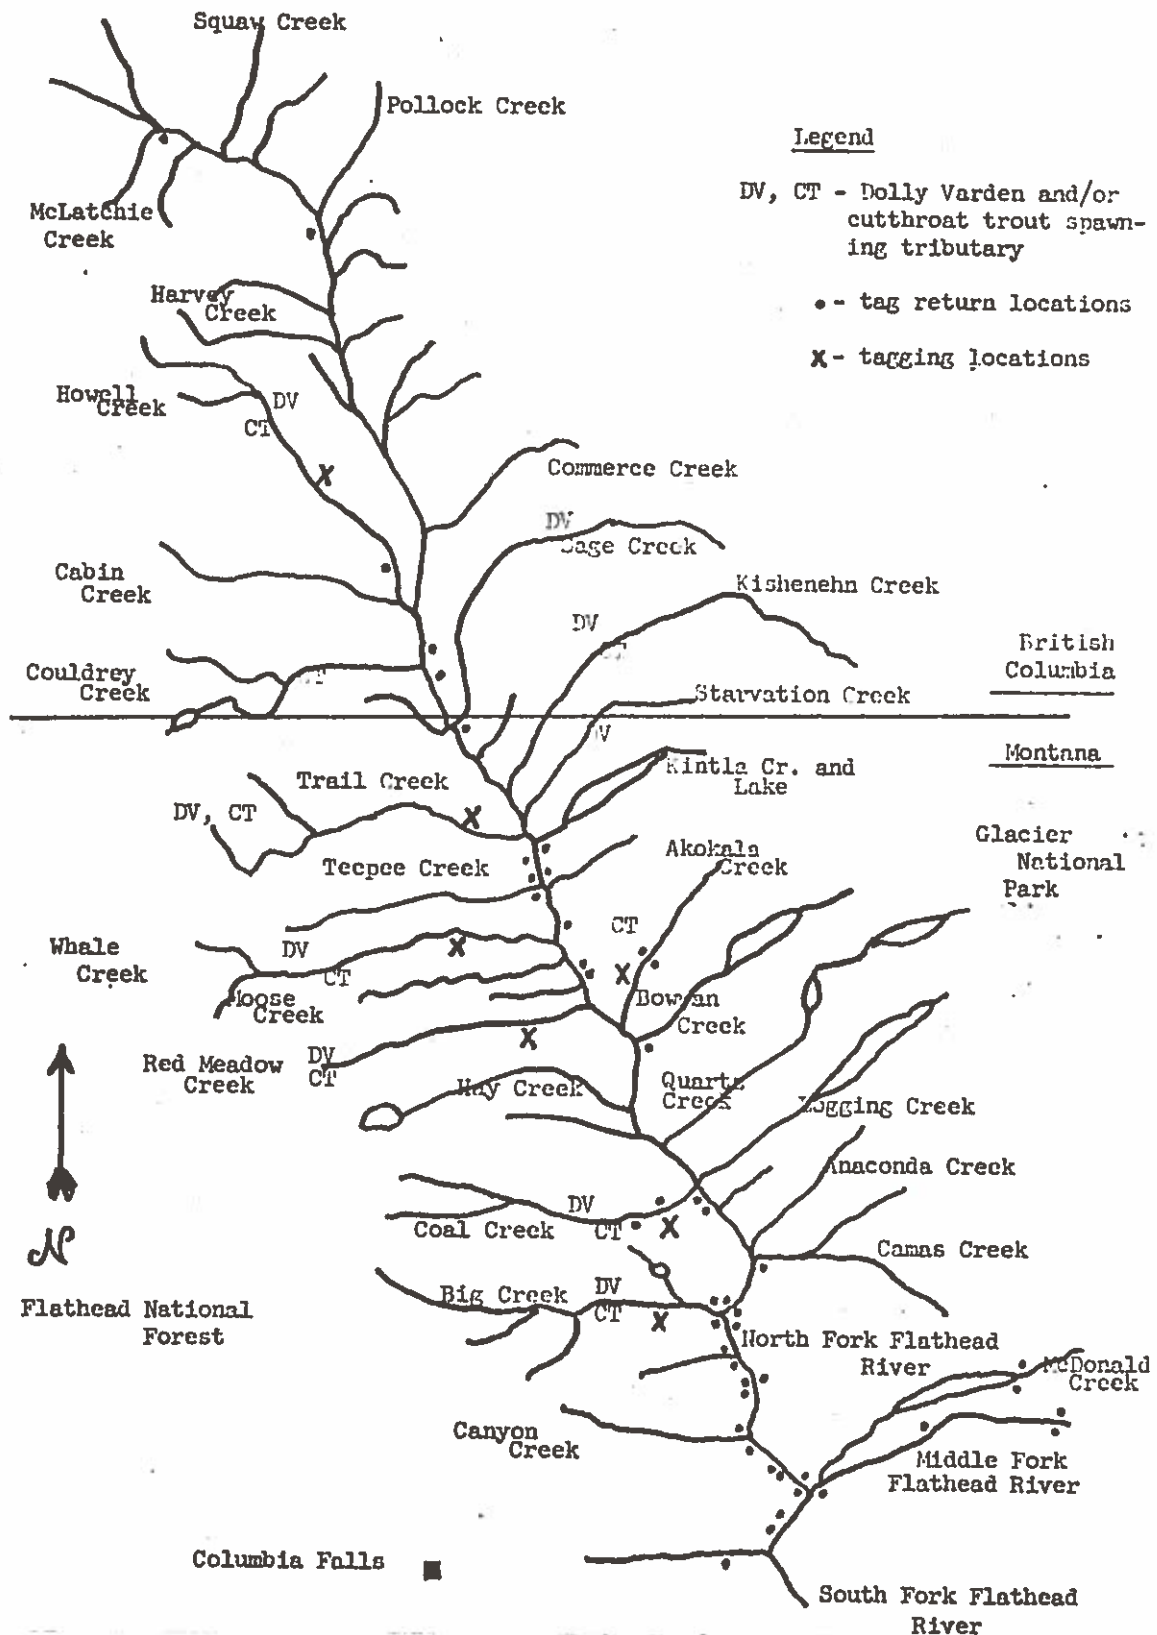 Squaw Creek
Pollock Creek
Legend
DV, CT - Dolly Varden and/or
cutthroat trout spawn-
ing tributary
McLatchie
Creek
• - tag return locations
Harvey
Creek
X - tagging locations
Howell
Creek
DV
CT
X
Commerce Creek
DV
Sage Creek
Cabin
Creek
Kishenehn Creek
DV
British
Columbia
Couldrey
Creek
Starvation Creek
Montana
Trail Creek
Kintla Cr. and
Lake
DV, CT
X
Glacier
National
Park
Teepee Creek
Akokala
Creek
CT
Whale
Creek
DV
X
CT
X
Moose
Creek
Bowman
Creek
X
Red Meadow
Creek
DV
CT
Hay Creek
Quartz
Creek
Logging Creek
Anaconda Creek
DV
Coal Creek
CT
X
N
Camas Creek
Big Creek
DV
CT
X
Flathead National
Forest
North Fork Flathead
River
McDonald
Creek
Canyon
Creek
Middle Fork
Flathead River
Columbia Falls
South Fork Flathead
River